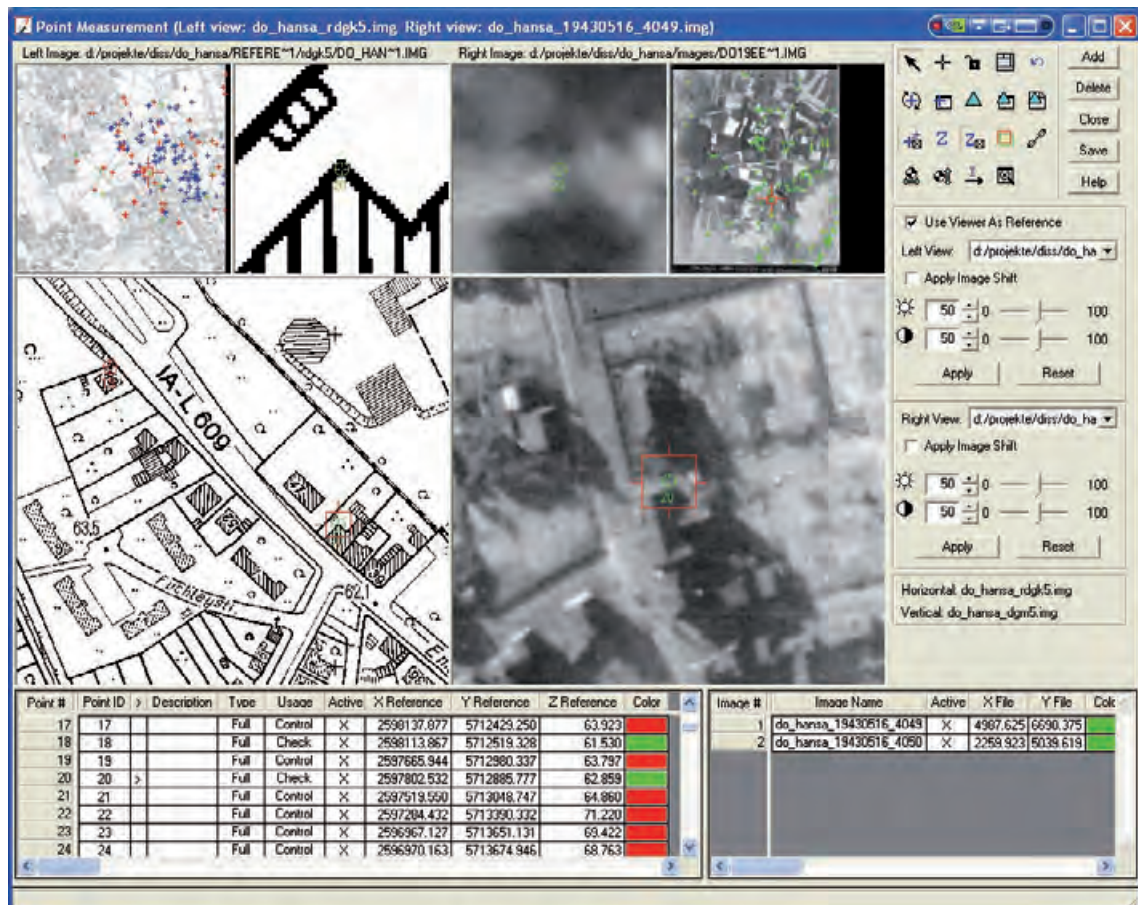 Point Measurement (Left view: do_hansa_rdgk5.img Right view: do_hansa_19430516_4049.img)
Left Image: d:/projekte/diss/do_hansa/REFERE~1/rdgk5/DO_HAN~1.IMG
Right Image: d:/projekte/diss/do_hansa/images/DO19EE~1.IMG
Add
Delete
Close
Save
Help
Use Viewer As Reference
Left View: d:/projekte/diss/do_ha
Apply Image Shift
50 0 100
50 0 100
Apply Reset
Right View: d:/projekte/diss/do_ha
Apply Image Shift
50 0 100
50 0 100
Apply Reset
Horizontal: do_hansa_rdgk5.img
Vertical: do_hansa_dgm5.img
IA-L 609
63.5
62.1
20
Point # Point ID > Description Type Usage Active X Reference Y Reference Z Reference Color
17 17 Full Control X 2598137.877 5712429.250 63.923
18 18 Full Check X 2598113.867 5712519.328 61.530
19 19 Full Control X 2597665.944 5712980.337 63.797
20 20 > Full Check X 2597802.532 5712885.777 62.859
21 21 Full Control X 2597519.550 5713048.747 64.860
22 22 Full Control X 2597284.432 5713390.332 71.220
23 23 Full Control X 2596967.127 5713651.131 69.422
24 24 Full Control X 2596970.163 5713674.946 68.763
Image # Image Name Active X File Y File Colc
1 do_hansa_19430516_4049 X 4987.625 6690.375
2 do_hansa_19430516_4050 X 2259.923 5039.619